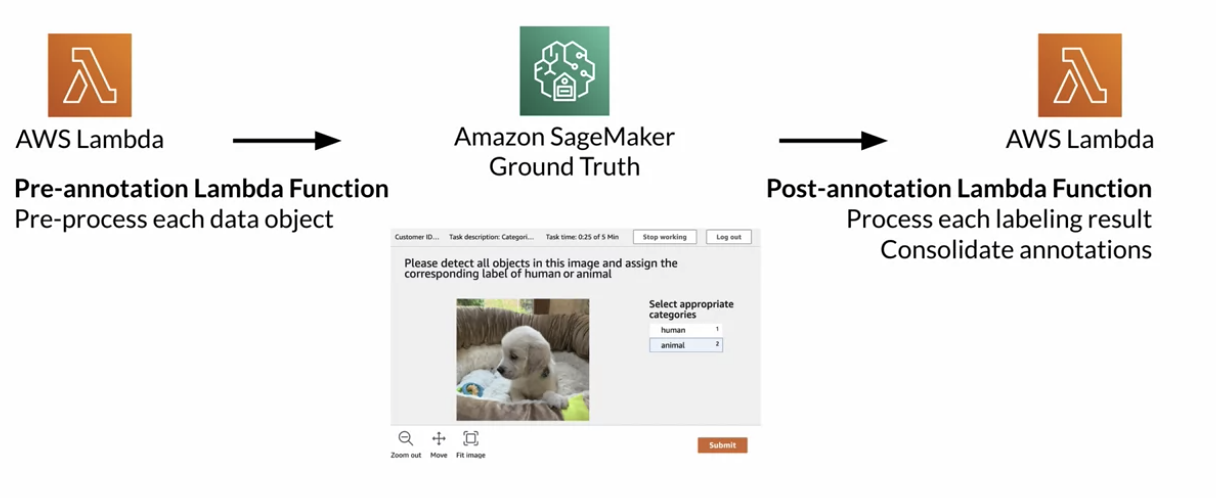 AWS Lambda
Pre-annotation Lambda Function
Pre-process each data object
Amazon SageMaker
Ground Truth
AWS Lambda
Post-annotation Lambda Function
Process each labeling result
Consolidate annotations
Customer ID... Task description: Categori... Task time: 0:25 of 5 Min Stop working Log out
Please detect all objects in this image and assign the
corresponding label of human or animal
Select appropriate
categories
human 1
animal 2
Zoom out Move Fit image
Submit